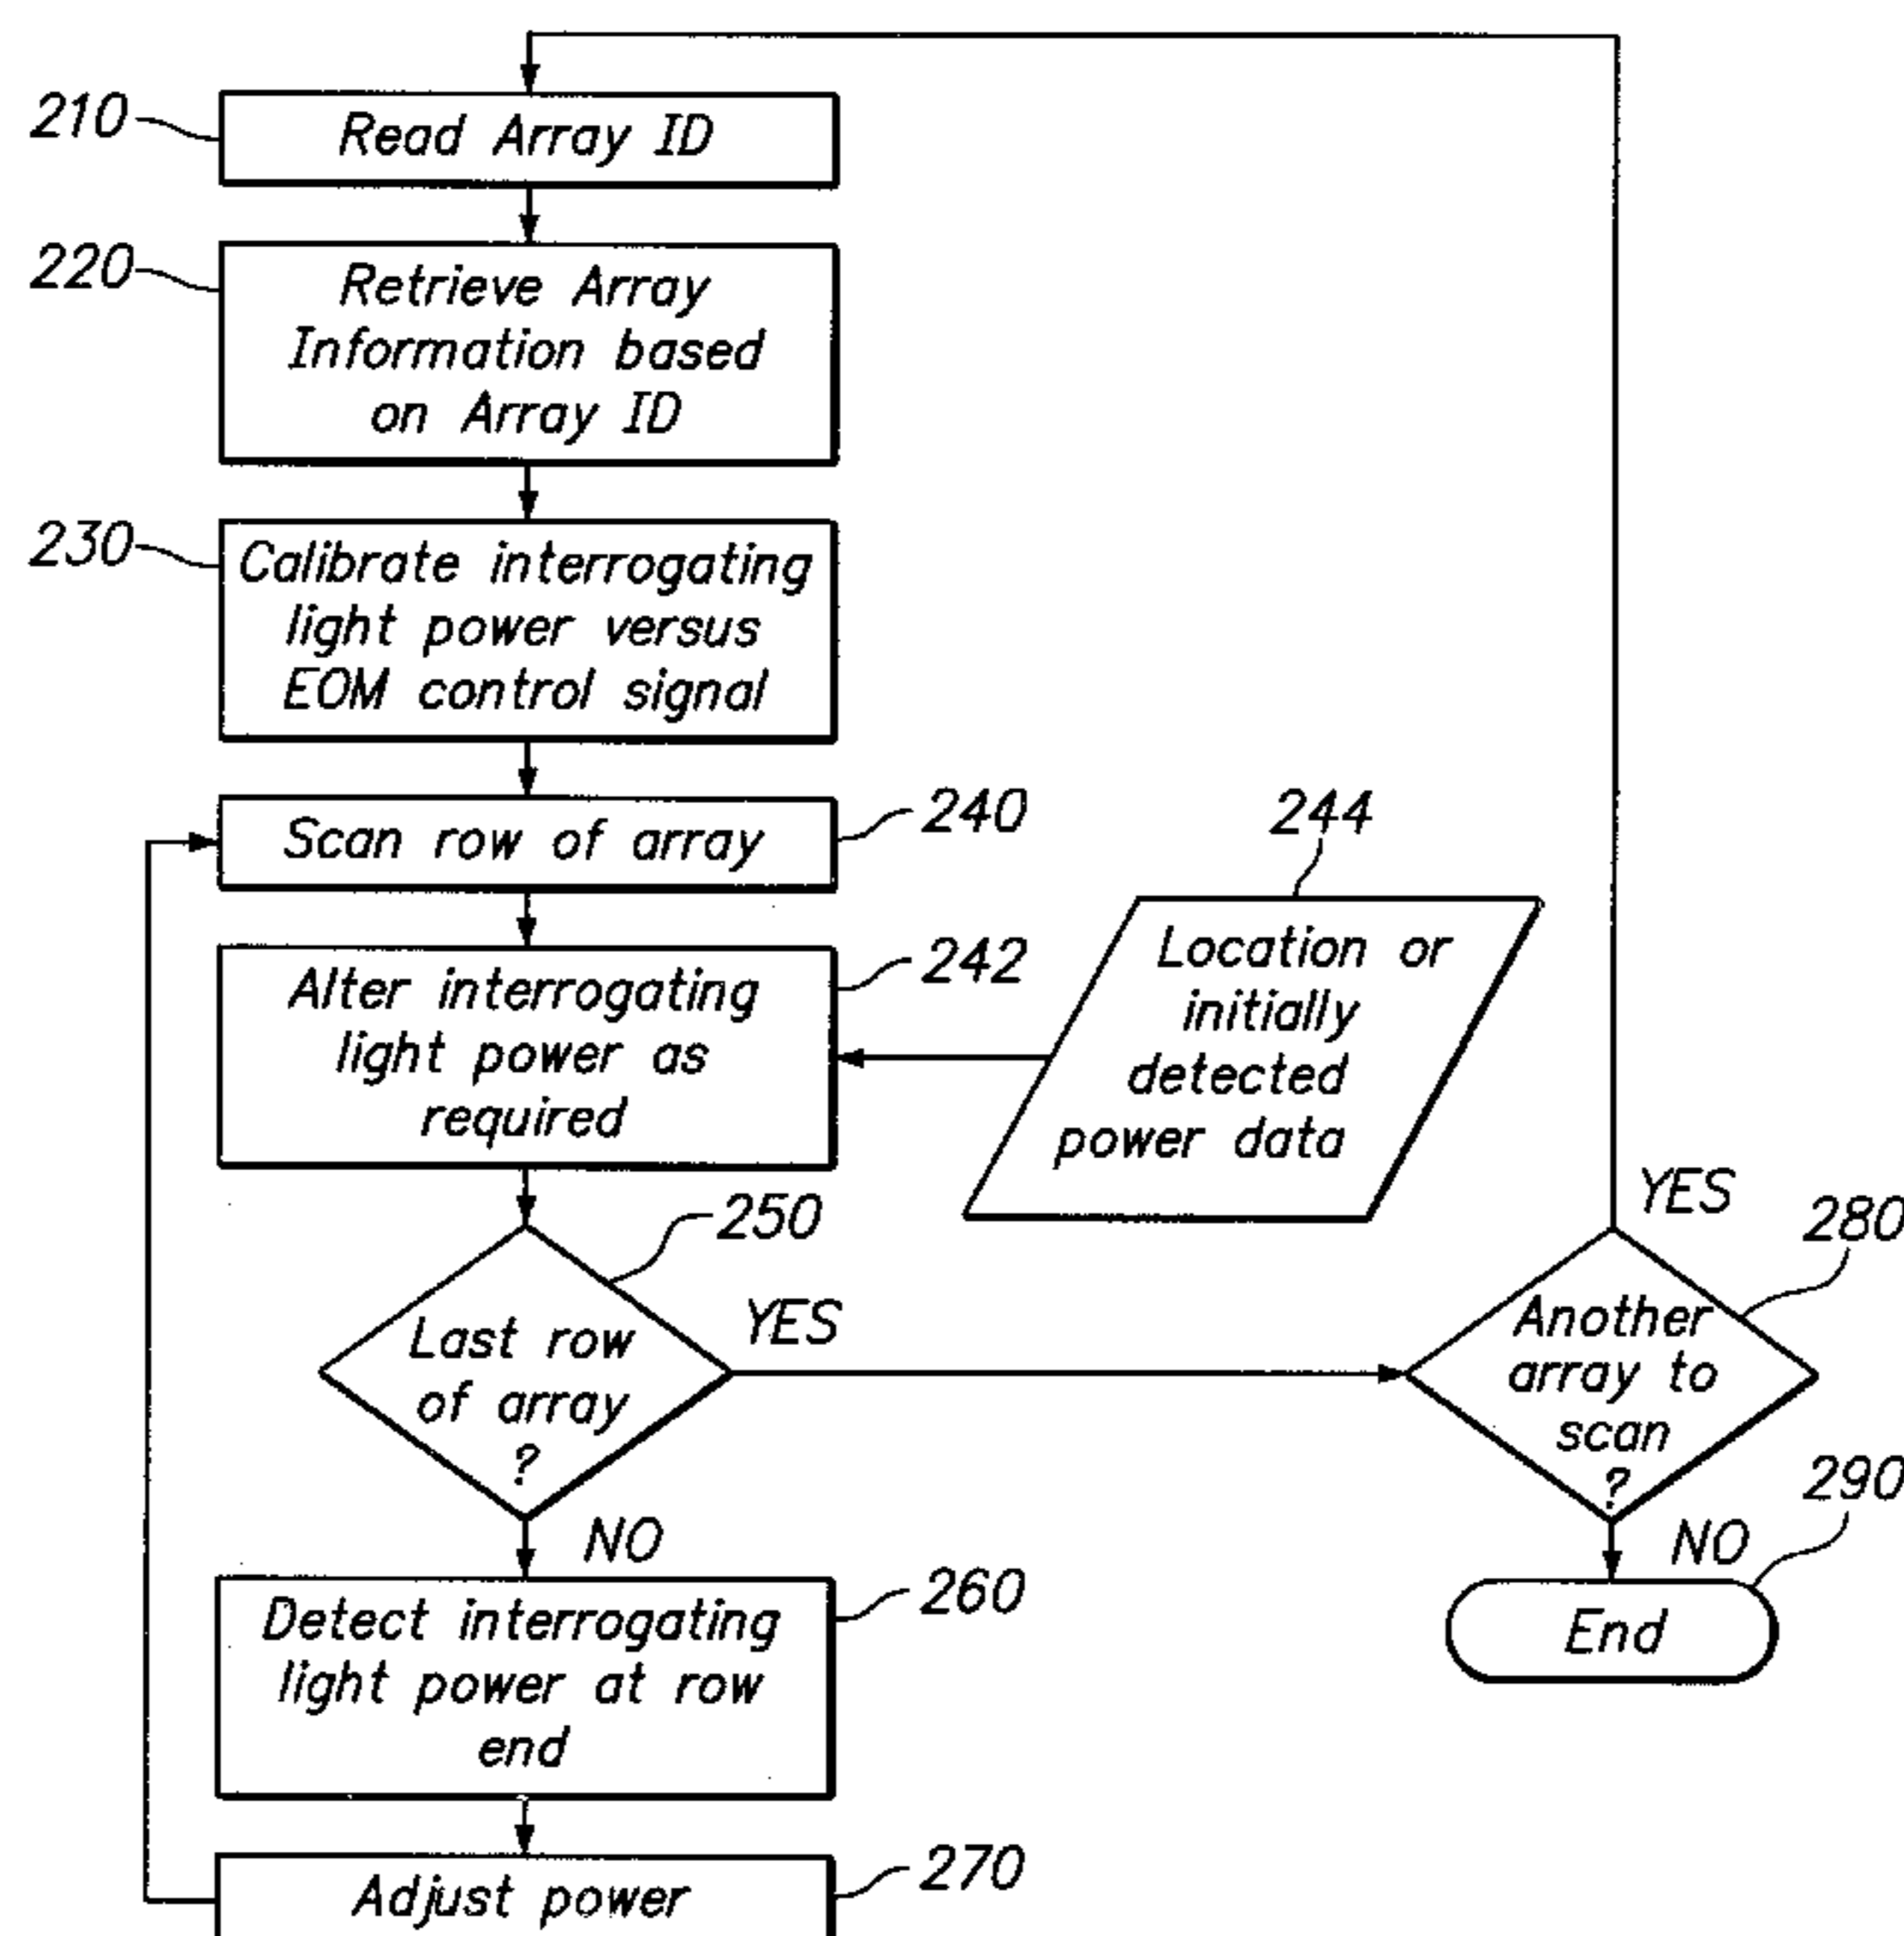 210
Read Array ID
220
Retrieve Array
Information based
on Array ID
230
Calibrate interrogating
light power versus
EOM control signal
240
Scan row of array
244
Location or
initially
detected
power data
242
Alter interrogating
light power as
required
250
Last row
of array
?
YES
YES
280
Another
array to
scan
?
NO
290
End
NO
260
Detect interrogating
light power at row
end
270
Adjust power